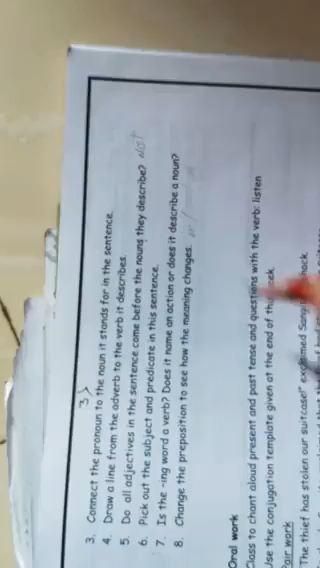 3)
3. Connect the pronoun to the noun it stands for in the sentence.
4. Draw a line from the adverb to the verb it describes.
5. Do all adjectives in the sentence come before the nouns they describe? Not
6. Pick out the subject and predicate in this sentence.
7. Is the -ing word a verb? Does it name an action or does it describe a noun?
8. Change the preposition to see how the meaning changes.
Oral work
Class to chant aloud present and past tense and questions with the verb: listen
Use the conjugation template given at the end of this
Pair work
The thief has stolen our suitcase